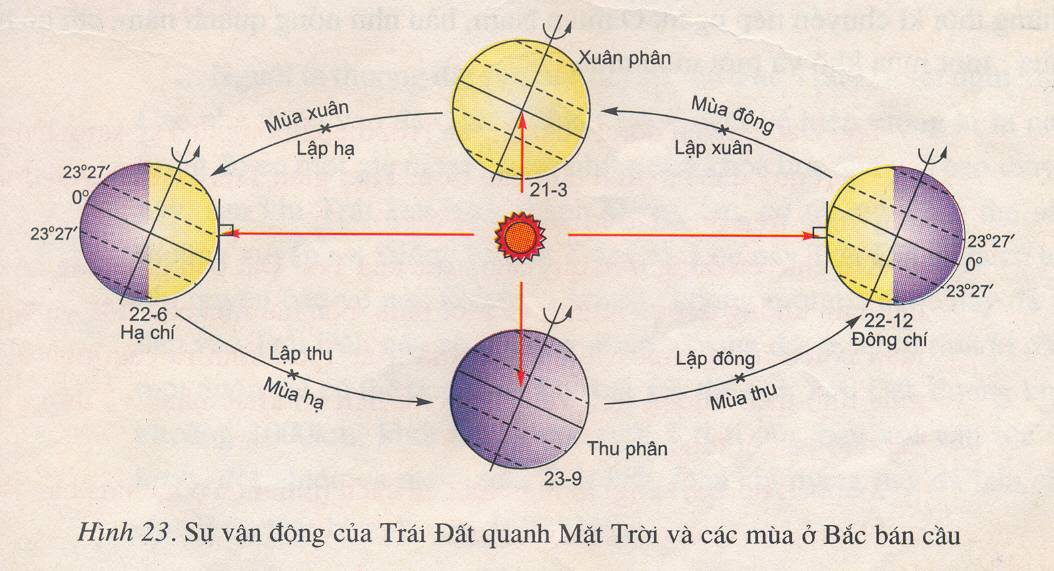 Xuân phân
Mùa xuân
Lập hạ
Mùa đông
Lập xuân
21-3
23°27′
0°
23°27′
23°27′
0°
23°27′
22-6
Hạ chí
22-12
Đông chí
Lập thu
Mùa hạ
Lập đông
Mùa thu
Thu phân
23-9
Hình 23. Sự vận động của Trái Đất quanh Mặt Trời và các mùa ở Bắc bán cầu